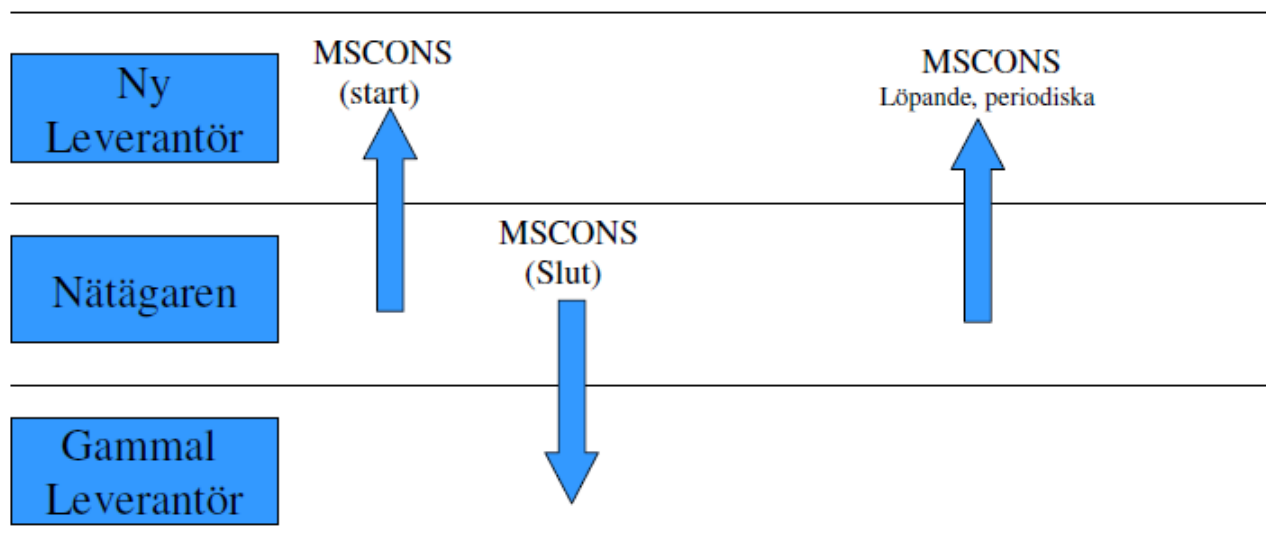 Ny
Leverantör
MSCONS
(start)
MSCONS
Löpande, periodiska
Nätägaren
MSCONS
(Slut)
Gammal
Leverantör